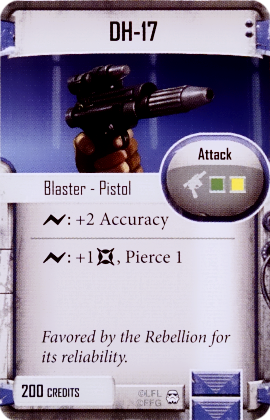 DH-17
Attack
Blaster - Pistol
: +2 Accuracy
: +1 , Pierce 1
Favored by the Rebellion for
its reliability.
200 CREDITS
©LFL
©FFG